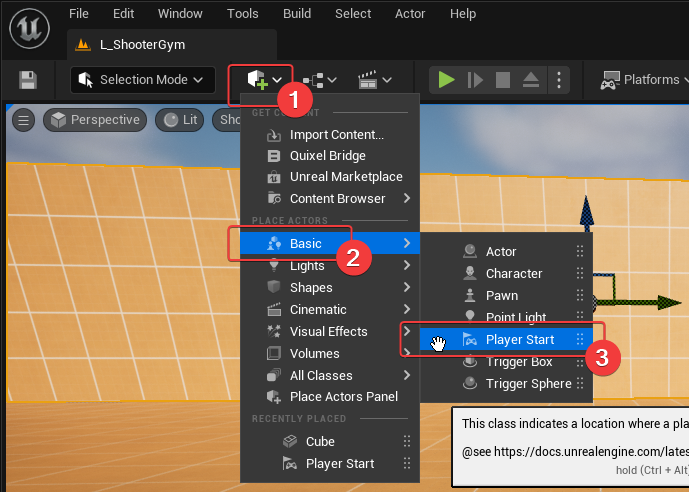 File Edit Window Tools Build Select Actor Help
L_ShooterGym
Selection Mode
Platforms
1
Perspective Lit
GET
Import Content...
Quixel Bridge
Unreal Marketplace
Content Browser
PLACE ACTORS
Basic
2
Lights
Shapes
Cinematic
Visual Effects
Volumes
All Classes
Place Actors Panel
RECENTLY PLACED
Cube
Player Start
Actor
Character
Pawn
Point Light
Player Start
3
Trigger Box
Trigger Sphere
This class indicates a location where a pla
@see https://docs.unrealengine.com/lates
hold (Ctrl + Alt)